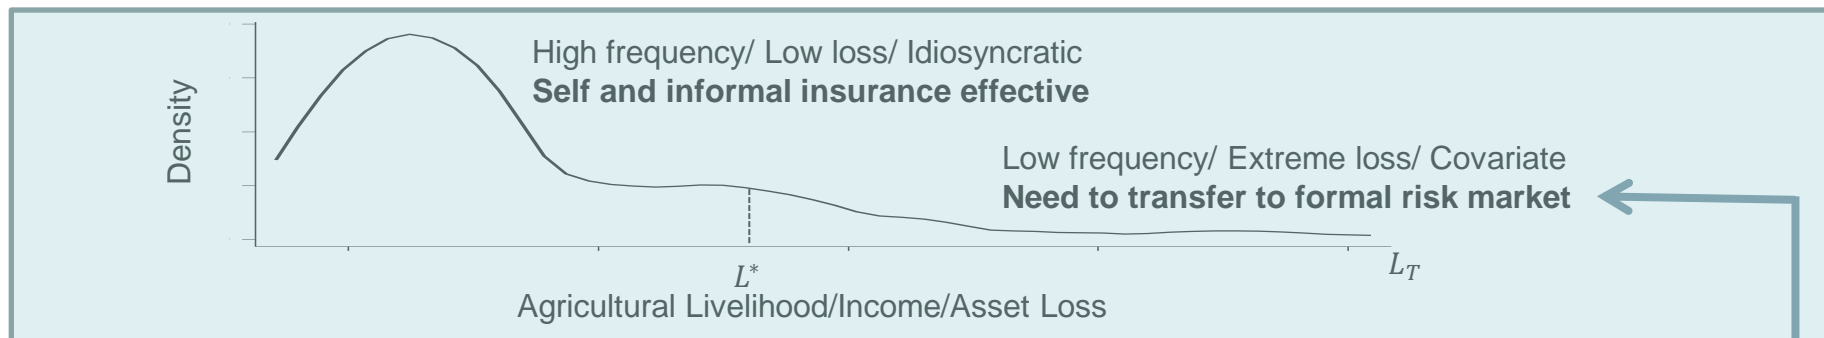 High frequency/ Low loss/ Idiosyncratic
Self and informal insurance effective
Density
Low frequency/ Extreme loss/ Covariate
Need to transfer to formal risk market
L*
L_T
Agricultural Livelihood/Income/Asset Loss